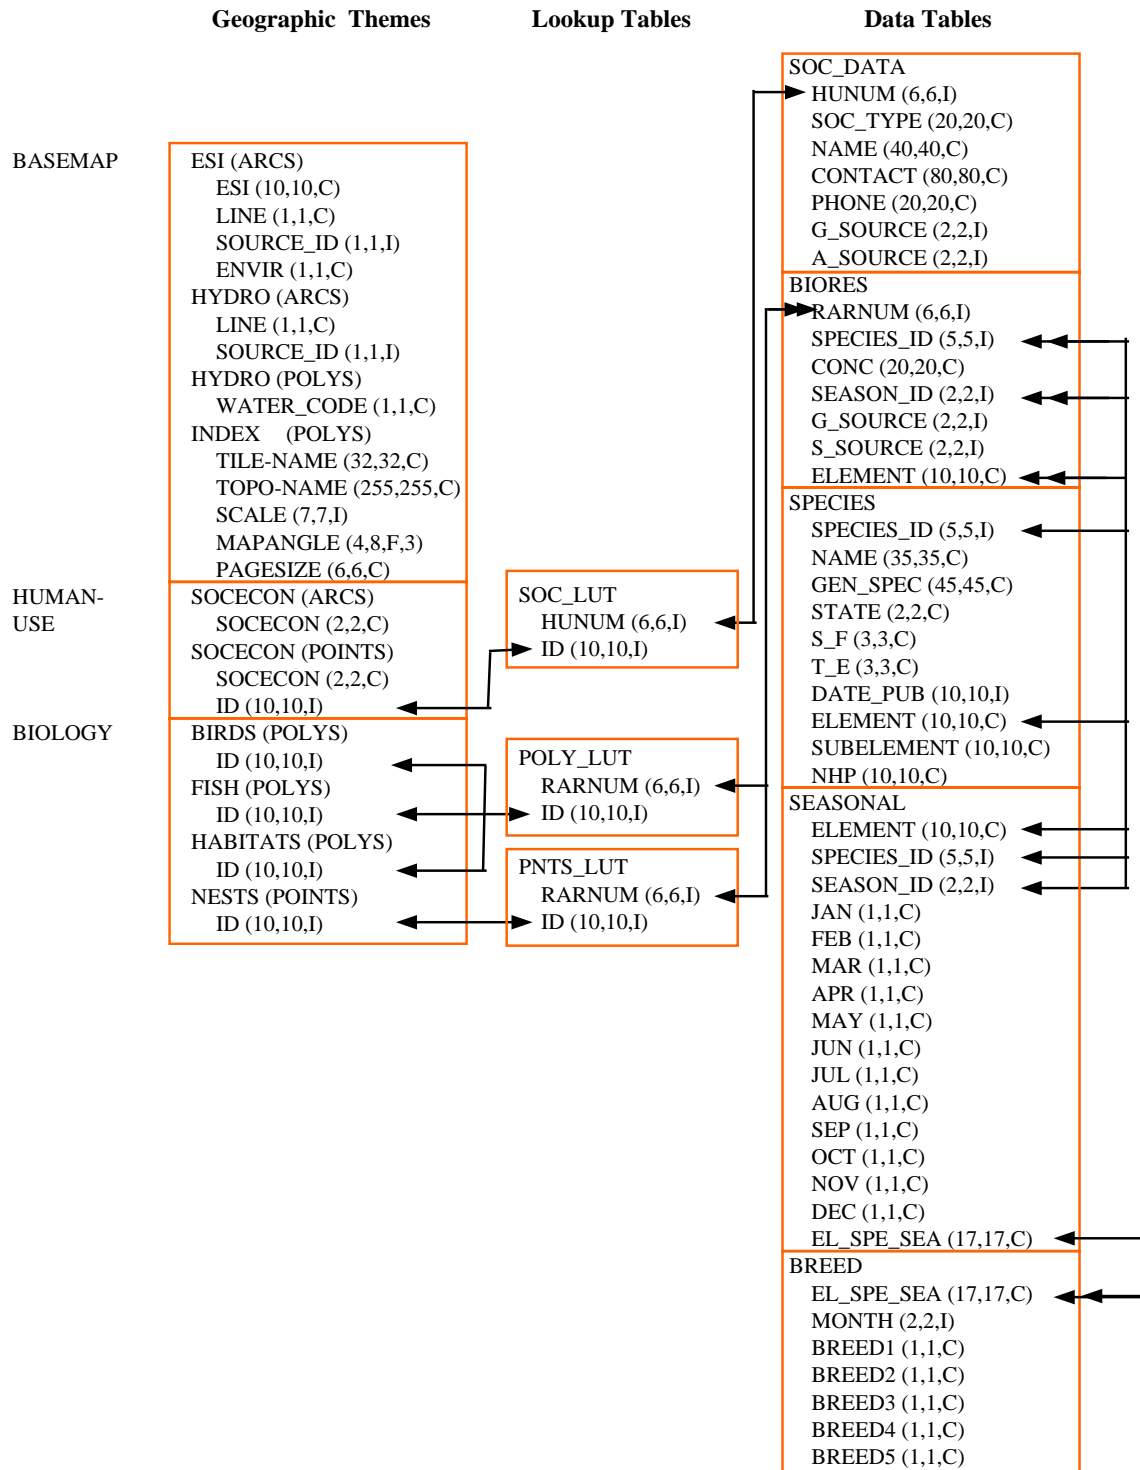 Geographic Themes
Lookup Tables
Data Tables
BASEMAP
ESI (ARCS)
ESI (10,10,C)
LINE (1,1,C)
SOURCE_ID (1,1,I)
ENVIR (1,1,C)
HYDRO (ARCS)
LINE (1,1,C)
SOURCE_ID (1,1,I)
HYDRO (POLYS)
WATER_CODE (1,1,C)
INDEX (POLYS)
TILE-NAME (32,32,C)
TOPO-NAME (255,255,C)
SCALE (7,7,I)
MAPANGLE (4,8,F,3)
PAGESIZE (6,6,C)
HUMAN-
USE
SOCECON (ARCS)
SOCECON (2,2,C)
SOCECON (POINTS)
SOCECON (2,2,C)
ID (10,10,I)
BIOLOGY
BIRDS (POLYS)
ID (10,10,I)
FISH (POLYS)
ID (10,10,I)
HABITATS (POLYS)
ID (10,10,I)
NESTS (POINTS)
ID (10,10,I)
SOC_LUT
HUNUM (6,6,I)
ID (10,10,I)
POLY_LUT
RARNUM (6,6,I)
ID (10,10,I)
PNTS_LUT
RARNUM (6,6,I)
ID (10,10,I)
SOC_DATA
HUNUM (6,6,I)
SOC_TYPE (20,20,C)
NAME (40,40,C)
CONTACT (80,80,C)
PHONE (20,20,C)
G_SOURCE (2,2,I)
A_SOURCE (2,2,I)
BIORES
RARNUM (6,6,I)
SPECIES_ID (5,5,I)
CONC (20,20,C)
SEASON_ID (2,2,I)
G_SOURCE (2,2,I)
S_SOURCE (2,2,I)
ELEMENT (10,10,C)
SPECIES
SPECIES_ID (5,5,I)
NAME (35,35,C)
GEN_SPEC (45,45,C)
STATE (2,2,C)
S_F (3,3,C)
T_E (3,3,C)
DATE_PUB (10,10,I)
ELEMENT (10,10,C)
SUBELEMENT (10,10,C)
NHP (10,10,C)
SEASONAL
ELEMENT (10,10,C)
SPECIES_ID (5,5,I)
SEASON_ID (2,2,I)
JAN (1,1,C)
FEB (1,1,C)
MAR (1,1,C)
APR (1,1,C)
MAY (1,1,C)
JUN (1,1,C)
JUL (1,1,C)
AUG (1,1,C)
SEP (1,1,C)
OCT (1,1,C)
NOV (1,1,C)
DEC (1,1,C)
EL_SPE_SEA (17,17,C)
BREED
EL_SPE_SEA (17,17,C)
MONTH (2,2,I)
BREED1 (1,1,C)
BREED2 (1,1,C)
BREED3 (1,1,C)
BREED4 (1,1,C)
BREED5 (1,1,C)